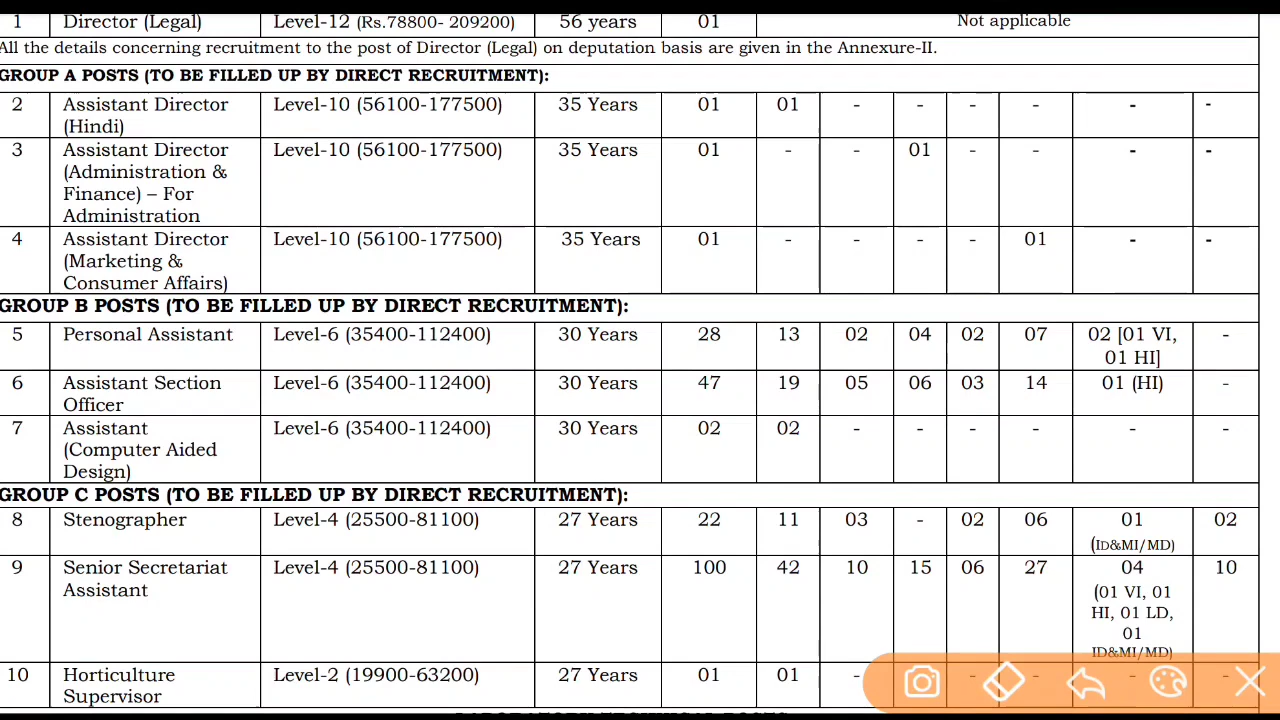 1 Director (Legal) Level-12 (Rs.78800- 209200) 56 years 01 Not applicable
All the details concerning recruitment to the post of Director (Legal) on deputation basis are given in the Annexure-II.
GROUP A POSTS (TO BE FILLED UP BY DIRECT RECRUITMENT):
2 Assistant Director Level-10 (56100-177500) 35 Years 01 01 - - - - - -
(Hindi)
3 Assistant Director Level-10 (56100-177500) 35 Years 01 - - 01 - - - -
(Administration &
Finance) – For
Administration
4 Assistant Director Level-10 (56100-177500) 35 Years 01 - - - - 01 - -
(Marketing &
Consumer Affairs)
GROUP B POSTS (TO BE FILLED UP BY DIRECT RECRUITMENT):
5 Personal Assistant Level-6 (35400-112400) 30 Years 28 13 02 04 02 07 02 [01 VI, -
01 HI]
6 Assistant Section Level-6 (35400-112400) 30 Years 47 19 05 06 03 14 01 (HI) -
Officer
7 Assistant Level-6 (35400-112400) 30 Years 02 02 - - - - - -
(Computer Aided
Design)
GROUP C POSTS (TO BE FILLED UP BY DIRECT RECRUITMENT):
8 Stenographer Level-4 (25500-81100) 27 Years 22 11 03 - 02 06 01 02
(ID&MI/MD)
9 Senior Secretariat Level-4 (25500-81100) 27 Years 100 42 10 15 06 27 04 10
Assistant (01 VI, 01
HI, 01 LD,
01
ID&MI/MD)
10 Horticulture Level-2 (19900-63200) 27 Years 01 01 - - - - -
Supervisor